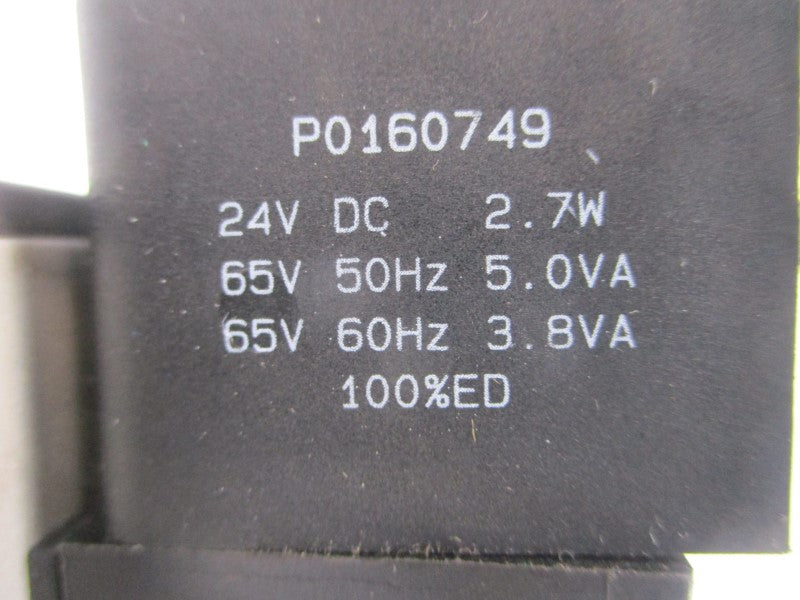 P0160749
24V DC 2.7W
65V 50Hz 5.0VA
65V 60Hz 3.8VA
100%ED